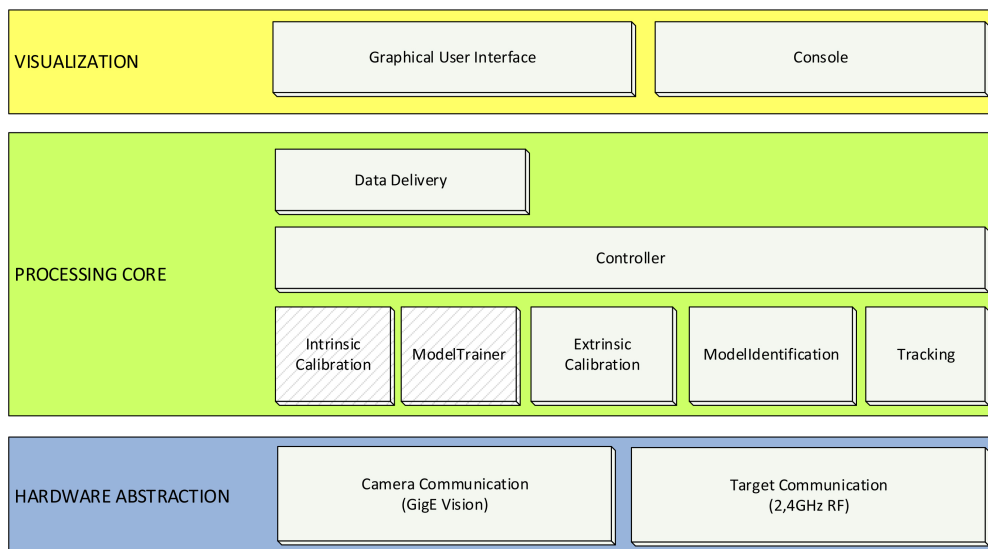 VISUALIZATION
Graphical User Interface
Console
PROCESSING CORE
Data Delivery
Controller
Intrinsic
Calibration
ModelTrainer
Extrinsic
Calibration
ModelIdentification
Tracking
HARDWARE ABSTRACTION
Camera Communication
(GigE Vision)
Target Communication
(2,4GHz RF)